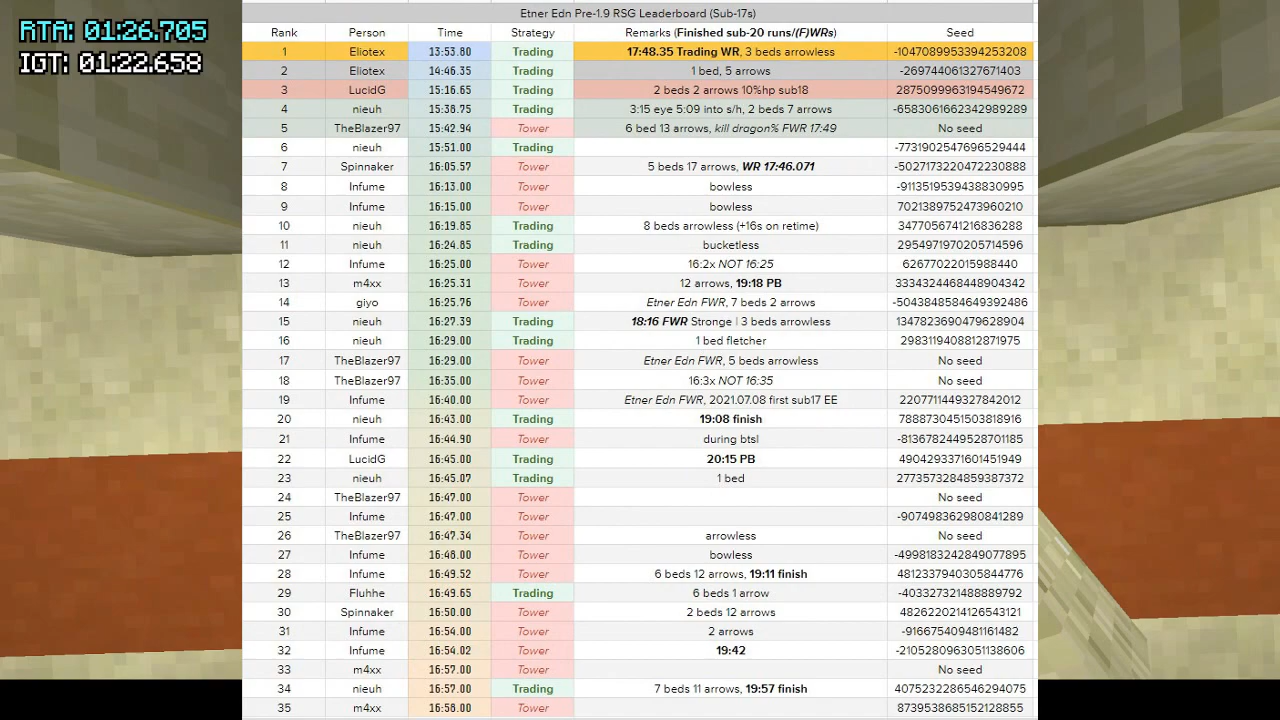 RTA: 01:26.705
IGT: 01:22.658
Etner Edn Pre-1.9 RSG Leaderboard (Sub-17s)
Rank Person Time Strategy Remarks (Finished sub-20 runs/(F)WRs) Seed
1 Eliotex 13:53.80 Trading 17:48.35 Trading WR, 3 beds arrowless -1047089953394253208
2 Eliotex 14:46.35 Trading 1 bed, 5 arrows -269744061327671403
3 LucidG 15:16.65 Trading 2 beds 2 arrows 10%hp sub18 2875099963194549672
4 nieuh 15:38.75 Trading 3:15 eye 5:09 into s/h, 2 beds 7 arrows -6583061662342989289
5 TheBlazer97 15:42.94 Tower 6 bed 13 arrows, kill dragon% FWR 17:49 No seed
6 nieuh 15:51.00 Trading -7731902547696529444
7 Spinnaker 16:05.57 Tower 5 beds 17 arrows, WR 17:46.071 -5027173220472230888
8 Infume 16:13.00 Tower bowless -9113519539438830995
9 Infume 16:15.00 Tower bowless 7021389752473960210
10 nieuh 16:19.85 Trading 8 beds arrowless (+16s on retime) 3477056741216836288
11 nieuh 16:24.85 Trading bucketless 2954971970205714596
12 Infume 16:25.00 Tower 16:2x NOT 16:25 62677022015988440
13 m4xx 16:25.31 Tower 12 arrows, 19:18 PB 3334324468448904342
14 giyo 16:25.76 Tower Etner Edn FWR, 7 beds 2 arrows -5043848584649392486
15 nieuh 16:27.39 Trading 18:16 FWR Stronge | 3 beds arrowless 1347823690479628904
16 nieuh 16:29.00 Trading 1 bed fletcher 2983119408812871975
17 TheBlazer97 16:29.00 Tower Etner Edn FWR, 5 beds arrowless No seed
18 TheBlazer97 16:35.00 Tower 16:3x NOT 16:35 No seed
19 Infume 16:40.00 Tower Etner Edn FWR, 2021.07.08 first sub17 EE 2207711449327842012
20 nieuh 16:43.00 Trading 19:08 finish 7888730451503818916
21 Infume 16:44.90 Tower during btsl -8136782449528701185
22 LucidG 16:45.00 Trading 20:15 PB 4904293371601451949
23 nieuh 16:45.07 Trading 1 bed 2773573284859387372
24 TheBlazer97 16:47.00 Tower No seed
25 Infume 16:47.00 Tower -907498362980841289
26 TheBlazer97 16:47.34 Tower arrowless No seed
27 Infume 16:48.00 Tower bowless -4998183242849077895
28 Infume 16:49.52 Tower 6 beds 12 arrows, 19:11 finish 4812337940305844776
29 Fluhhe 16:49.65 Trading 6 beds 1 arrow -403327321488889792
30 Spinnaker 16:50.00 Tower 2 beds 12 arrows 4826220214126543121
31 Infume 16:54.00 Tower 2 arrows -916675409481161482
32 Infume 16:54.02 Tower 19:42 -2105280963051138606
33 m4xx 16:57.00 Tower No seed
34 nieuh 16:57.00 Trading 7 beds 11 arrows, 19:57 finish 4075232286546294075
35 m4xx 16:58.00 Tower 8739538685152128855